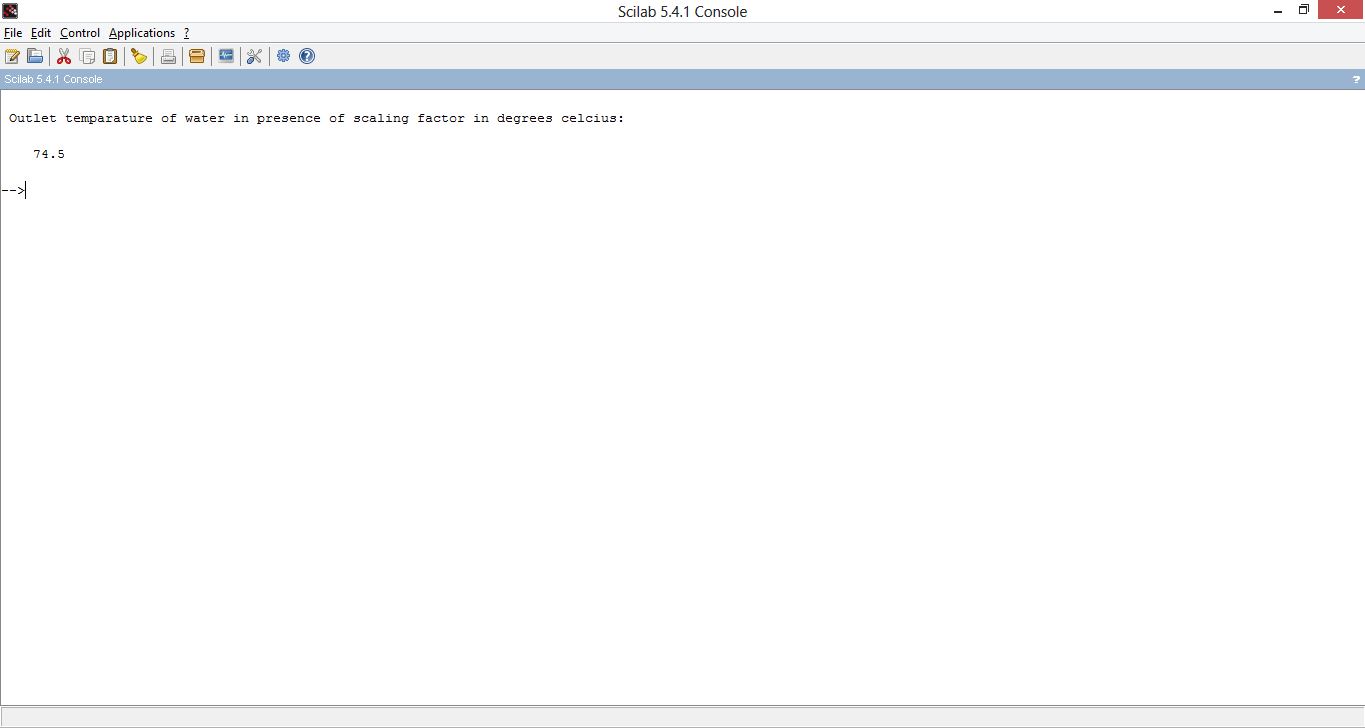 Scilab 5.4.1 Console
File Edit Control Applications ?
Scilab 5.4.1 Console ?
Outlet temparature of water in presence of scaling factor in degrees celcius:
74.5
-->